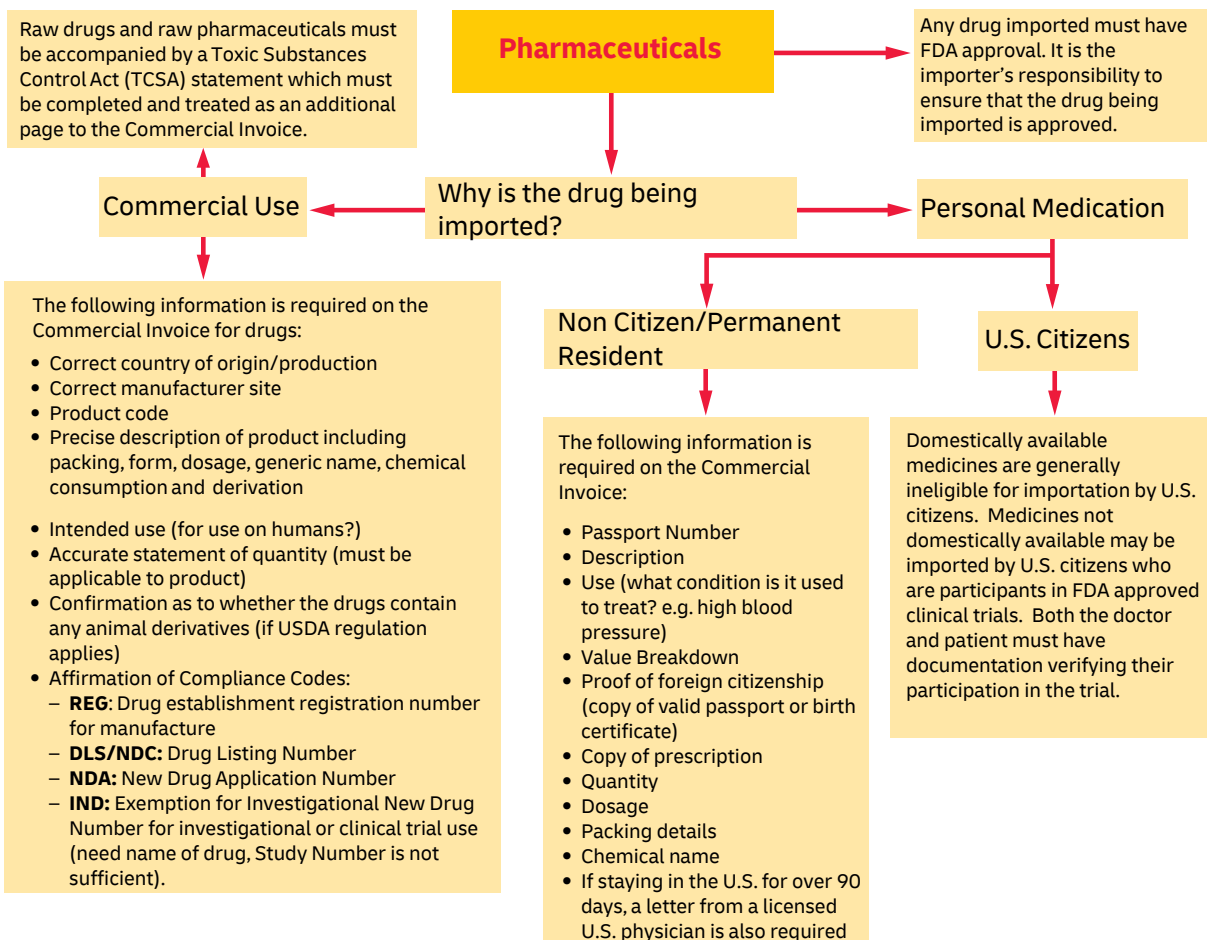 Pharmaceuticals
Raw drugs and raw pharmaceuticals must
be accompanied by a Toxic Substances
Control Act (TCSA) statement which must
be completed and treated as an additional
page to the Commercial Invoice.
Any drug imported must have
FDA approval. It is the
importer’s responsibility to
ensure that the drug being
imported is approved.
Commercial Use
Why is the drug being
imported?
Personal Medication
The following information is required on the
Commercial Invoice for drugs:
• Correct country of origin/production
• Correct manufacturer site
• Product code
• Precise description of product including
packing, form, dosage, generic name, chemical
consumption and derivation
• Intended use (for use on humans?)
• Accurate statement of quantity (must be
applicable to product)
• Confirmation as to whether the drugs contain
any animal derivatives (if USDA regulation
applies)
• Affirmation of Compliance Codes:
– REG: Drug establishment registration number
for manufacture
– DLS/NDC: Drug Listing Number
– NDA: New Drug Application Number
– IND: Exemption for Investigational New Drug
Number for investigational or clinical trial use
(need name of drug, Study Number is not
sufficient).
Non Citizen/Permanent
Resident
The following information is
required on the Commercial
Invoice:
• Passport Number
• Description
• Use (what condition is it used
to treat? e.g. high blood
pressure)
• Value Breakdown
• Proof of foreign citizenship
(copy of valid passport or birth
certificate)
• Copy of prescription
• Quantity
• Dosage
• Packing details
• Chemical name
• If staying in the U.S. for over 90
days, a letter from a licensed
U.S. physician is also required
U.S. Citizens
Domestically available
medicines are generally
ineligible for importation by U.S.
citizens. Medicines not
domestically available may be
imported by U.S. citizens who
are participants in FDA approved
clinical trials. Both the doctor
and patient must have
documentation verifying their
participation in the trial.